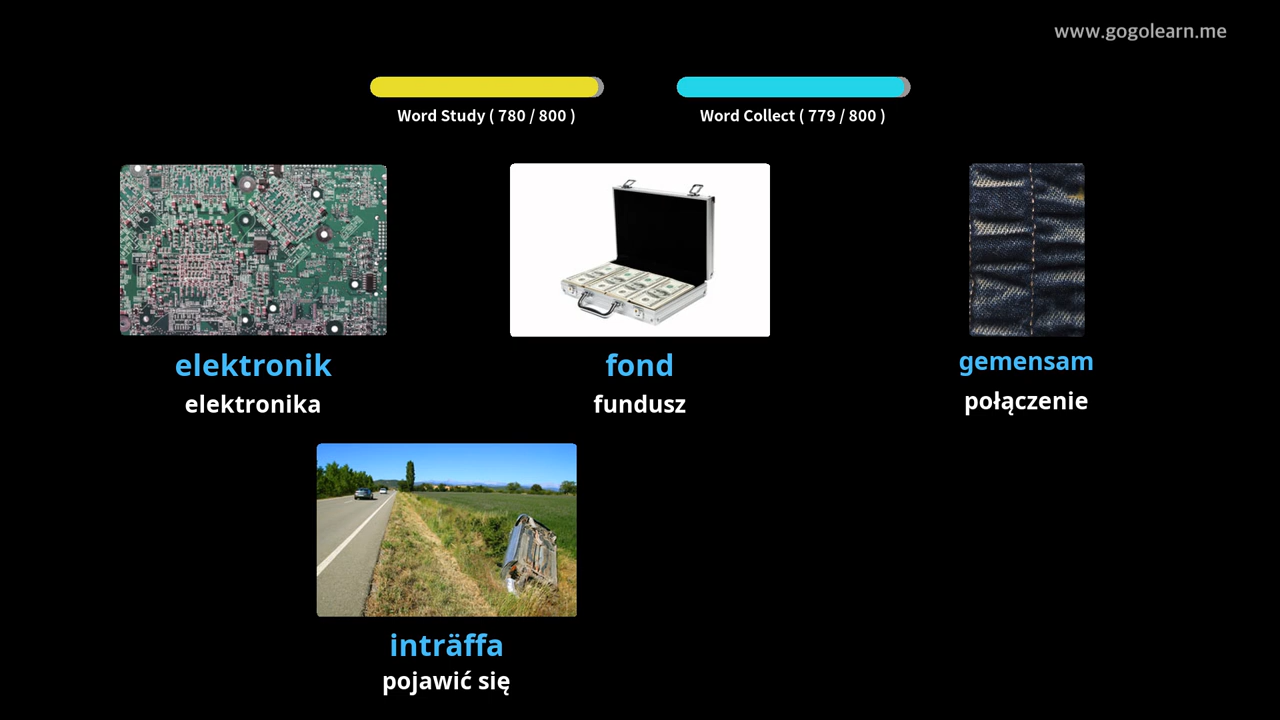 www.gogolearn.me
Word Study ( 780 / 800 )
Word Collect ( 779 / 800 )
elektronik
elektronika
fond
fundusz
gemensam
połączenie
inträffa
pojawić się